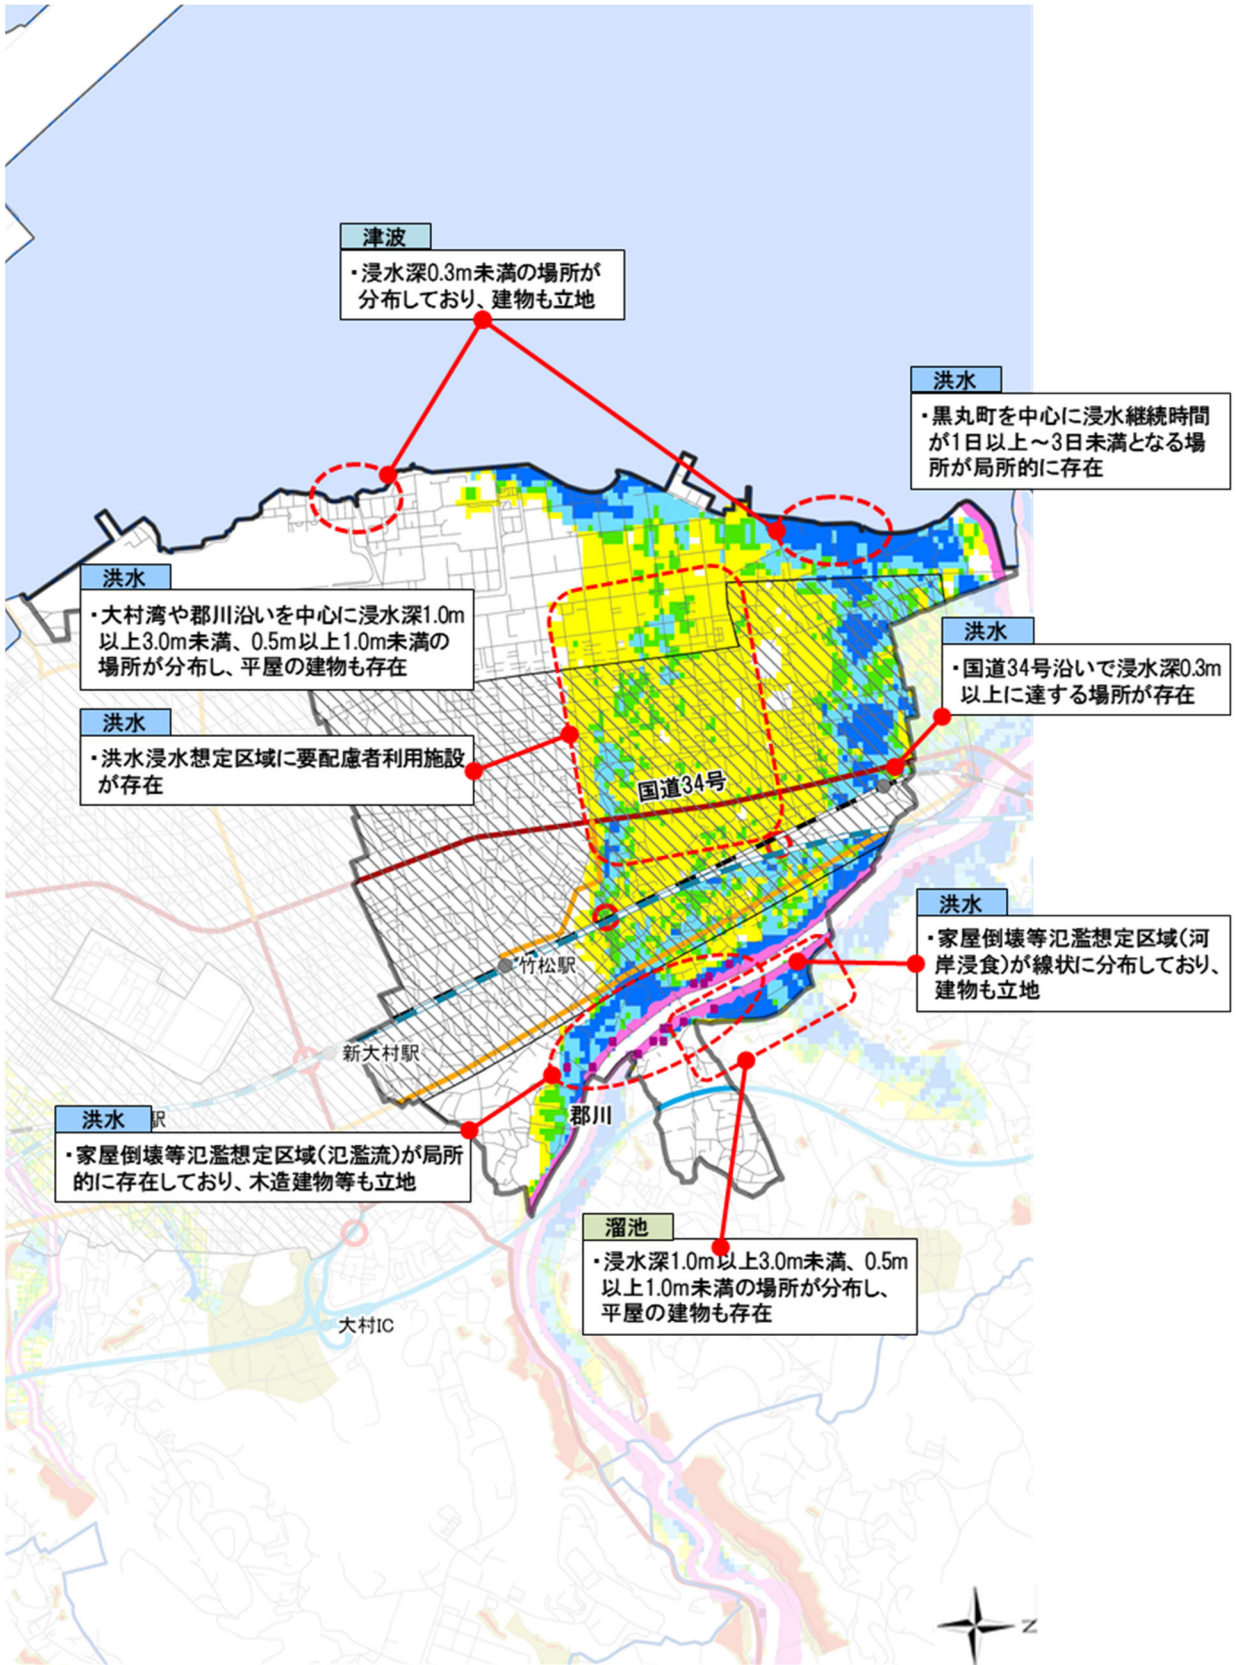 津波
・浸水深0.3m未満の場所が
分布しており、建物も立地
洪水
・黒丸町を中心に浸水継続時間
が1日以上～3日未満となる場
所が局所的に存在
洪水
・大村湾や郡川沿いを中心に浸水深1.0m
以上3.0m未満、0.5m以上1.0m未満の
場所が分布し、平屋の建物も存在
洪水
・国道34号沿いで浸水深0.3m
以上に達する場所が存在
洪水
・洪水浸水想定区域に要配慮者利用施設
が存在
国道34号
洪水
・家屋倒壊等氾濫想定区域(河
岸浸食)が線状に分布しており、
建物も立地
竹松駅
新大村駅
郡川
洪水
駅
・家屋倒壊等氾濫想定区域(氾濫流)が局所
的に存在しており、木造建物等も立地
溜池
・浸水深1.0m以上3.0m未満、0.5m
以上1.0m未満の場所が分布し、
平屋の建物も存在
大村IC
N